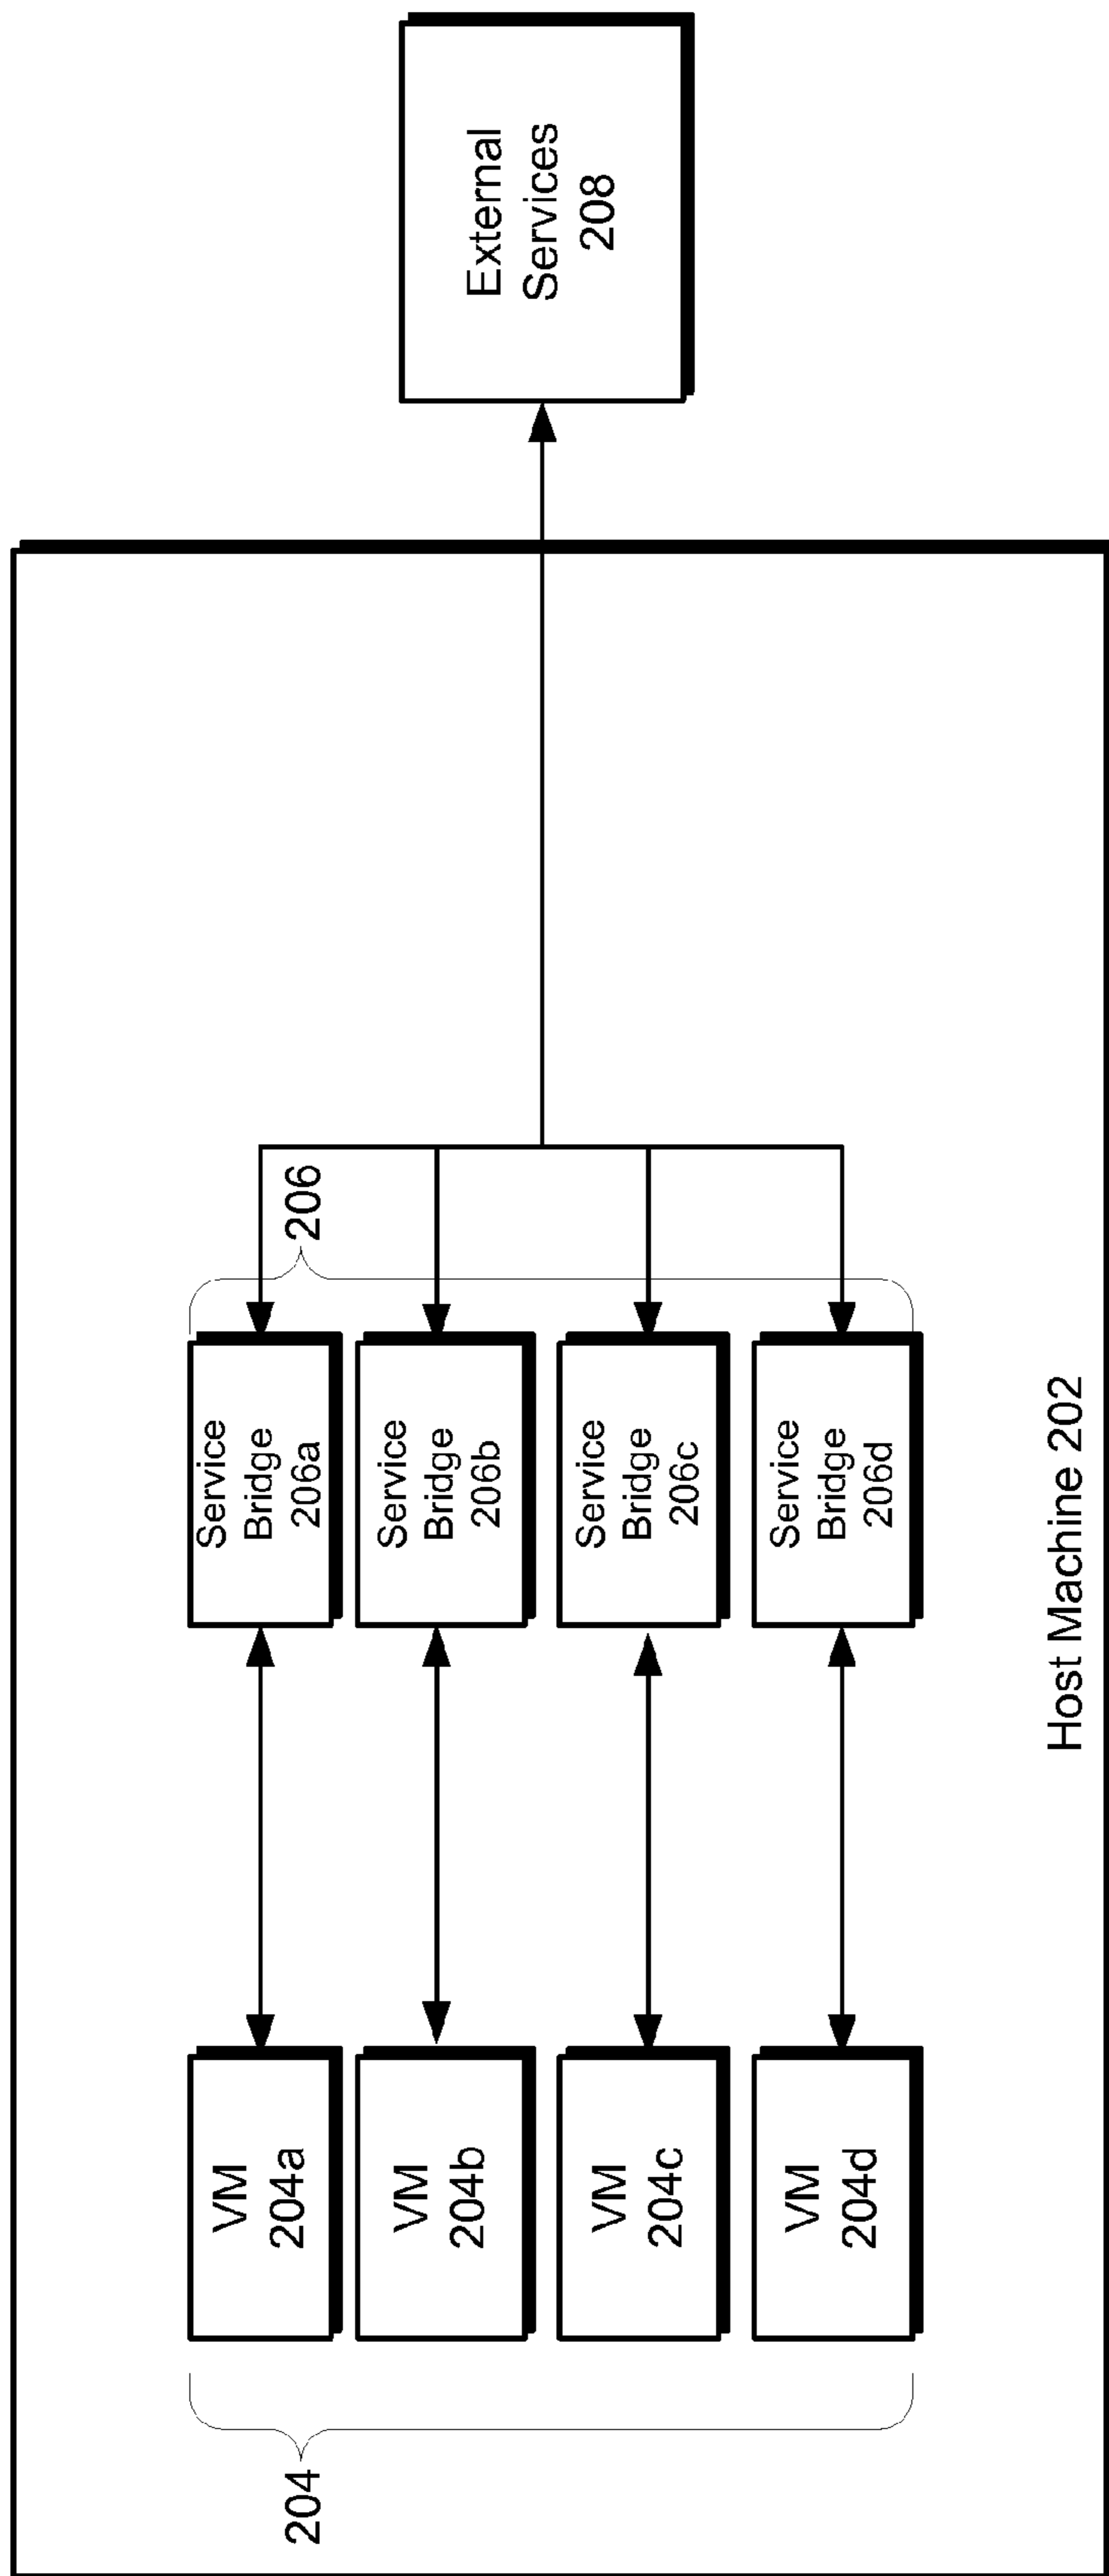 204
VM
204a
VM
204b
VM
204c
VM
204d
Service
Bridge
206a
Service
Bridge
206b
Service
Bridge
206c
Service
Bridge
206d
206
Host Machine 202
External
Services
208